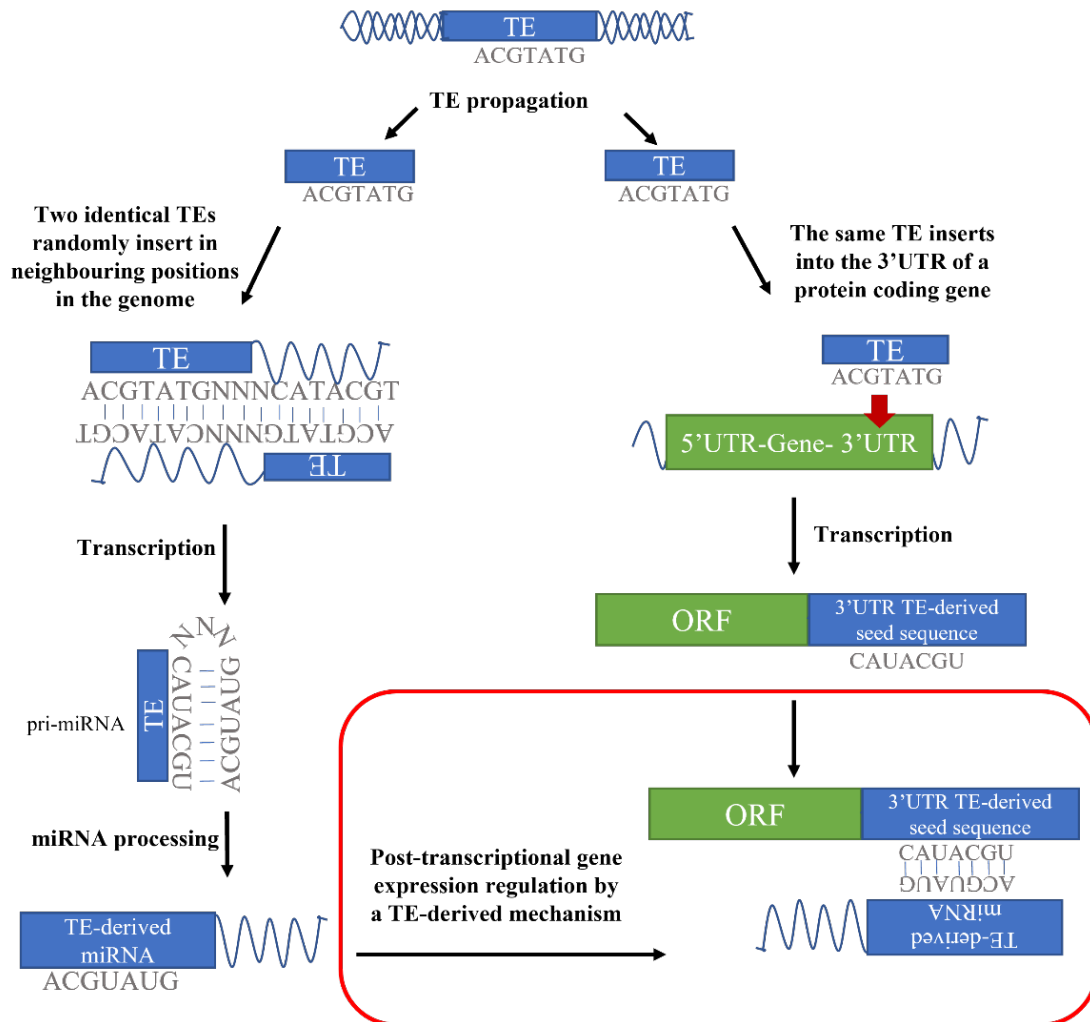 TE
ACGTATG
TE propagation
TE
ACGTATG
TE
ACGTATG
Two identical TEs
randomly insert in
neighbouring positions
in the genome
The same TE inserts
into the 3’UTR of a
protein coding gene
TE
ACGTATGNNNCATACGT
ACGTATGNNNCATACGT
TE
TE
ACGTATG
5’UTR-Gene- 3’UTR
Transcription
Transcription
ORF
3’UTR TE-derived
seed sequence
CAUACGU
NNN
pri-miRNA
TE
CAUACGU
ACGUAUG
miRNA processing
TE-derived
miRNA
ACGUAUG
Post-transcriptional gene
expression regulation by
a TE-derived mechanism
ORF
3’UTR TE-derived
seed sequence
CAUACGU
ACGUAUG
TE-derived
miRNA